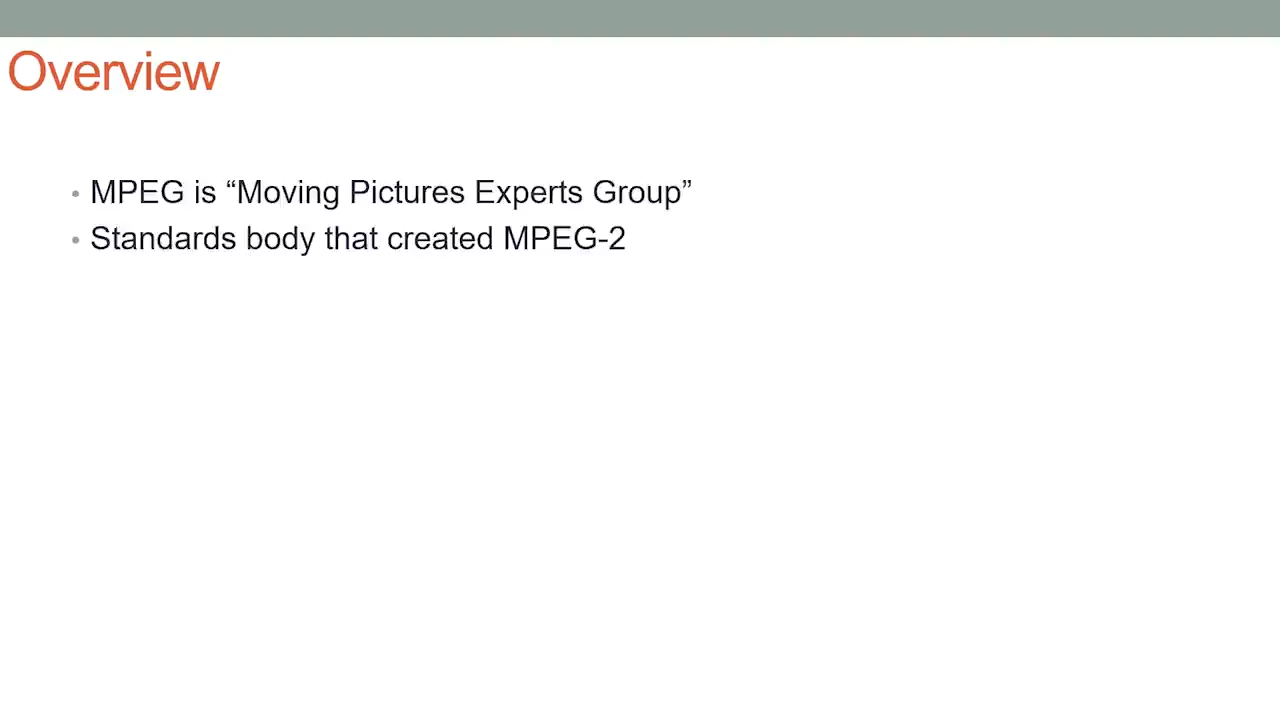 Overview
• MPEG is “Moving Pictures Experts Group”
• Standards body that created MPEG-2